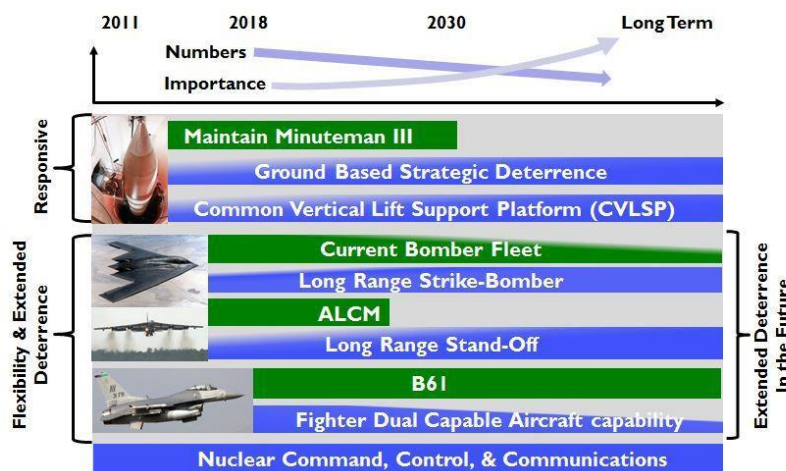 2011 2018 2030 Long Term
Numbers
Importance
Responsive
Maintain Minuteman III
Ground Based Strategic Deterrence
Common Vertical Lift Support Platform (CVLSP)
Flexibility & Extended
Deterrence
Current Bomber Fleet
Long Range Strike-Bomber
ALCM
Long Range Stand-Off
B61
Fighter Dual Capable Aircraft capability
Extended Deterrence
In the Future
Nuclear Command, Control, & Communications